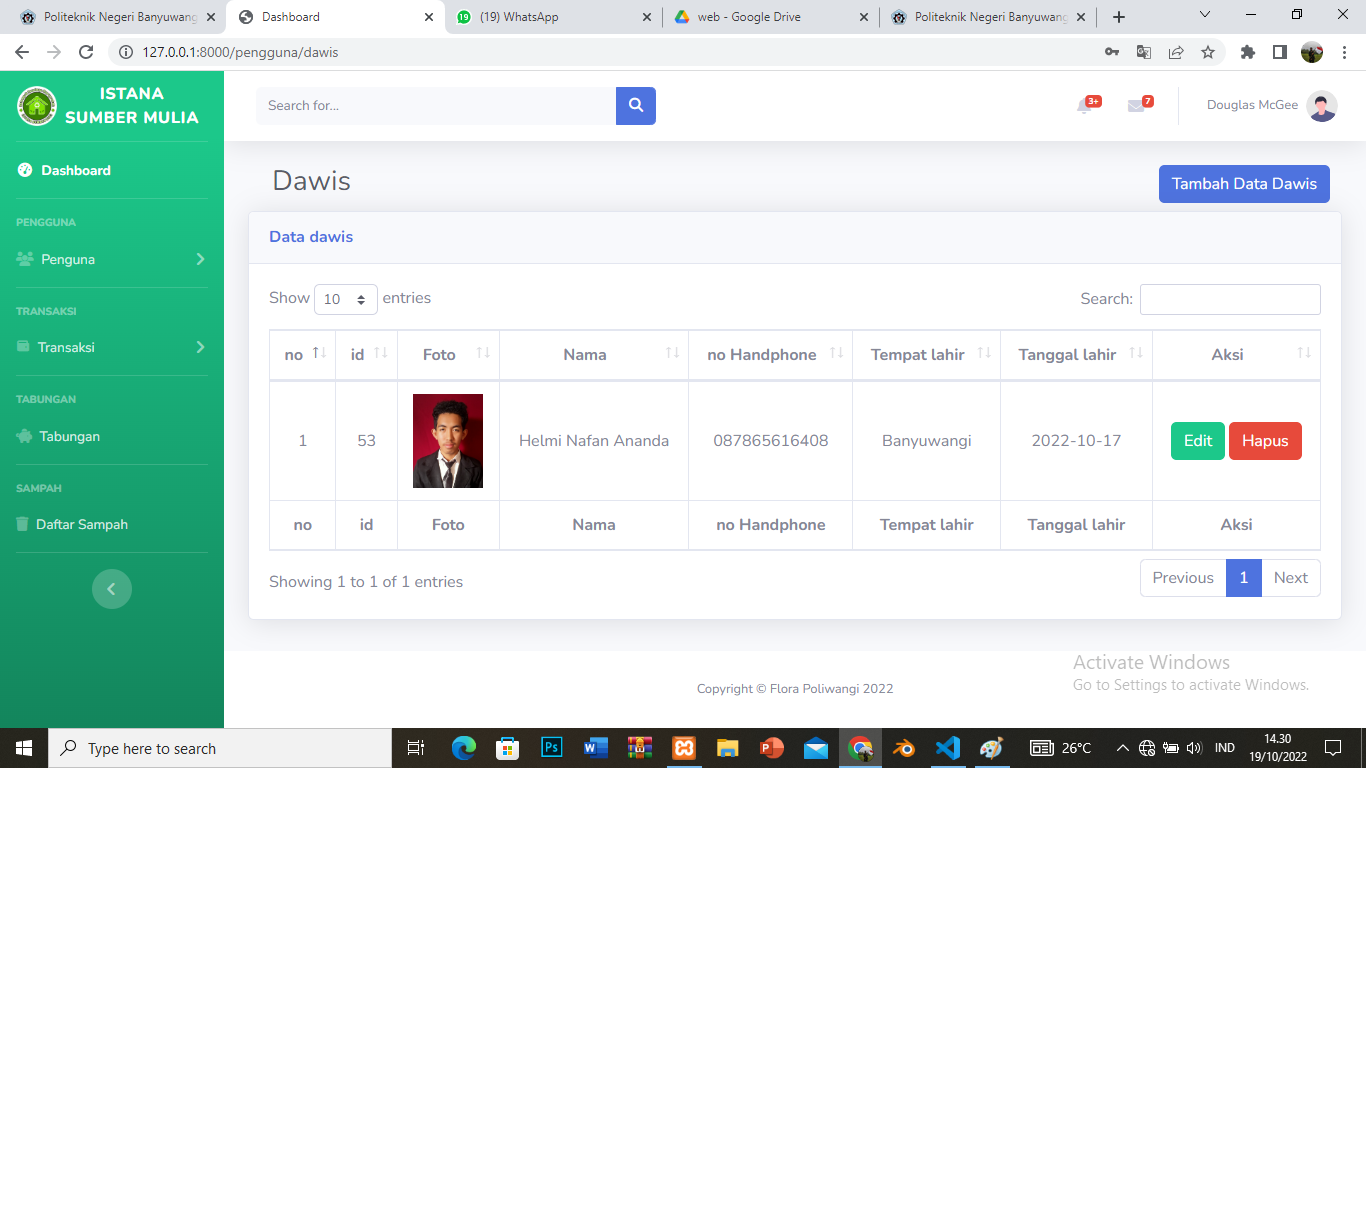 Politeknik Negeri Banyuwang
Dashboard
(19) WhatsApp
web - Google Drive
Politeknik Negeri Banyuwang
127.0.0.1:8000/pengguna/dawis
ISTANA
SUMBER MULIA
Search for...
3+
7
Douglas McGee
Dashboard
PENGGUNA
Penguna
TRANSAKSI
Transaksi
TABUNGAN
Tabungan
SAMPAH
Daftar Sampah
Dawis
Tambah Data Dawis
Data dawis
Show 10 entries
Search:
no id Foto Nama no Handphone Tempat lahir Tanggal lahir Aksi
1 53 Helmi Nafan Ananda 087865616408 Banyuwangi 2022-10-17 Edit Hapus
no id Foto Nama no Handphone Tempat lahir Tanggal lahir Aksi
Showing 1 to 1 of 1 entries
Previous 1 Next
Activate Windows
Go to Settings to activate Windows.
Copyright © Flora Poliwangi 2022
Type here to search
26°C
IND
14.30
19/10/2022